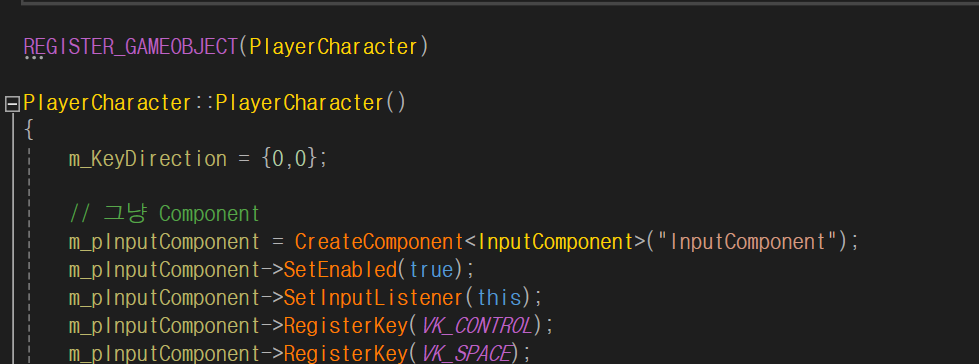 REGISTER_GAMEOBJECT(PlayerCharacter)
PlayerCharacter::PlayerCharacter()
{
m_KeyDirection = {0,0};
// 그냥 Component
m_pInputComponent = CreateComponent<InputComponent>("InputComponent");
m_pInputComponent->SetEnabled(true);
m_pInputComponent->SetInputListener(this);
m_pInputComponent->RegisterKey(VK_CONTROL);
m_pInputComponent->RegisterKey(VK_SPACE);